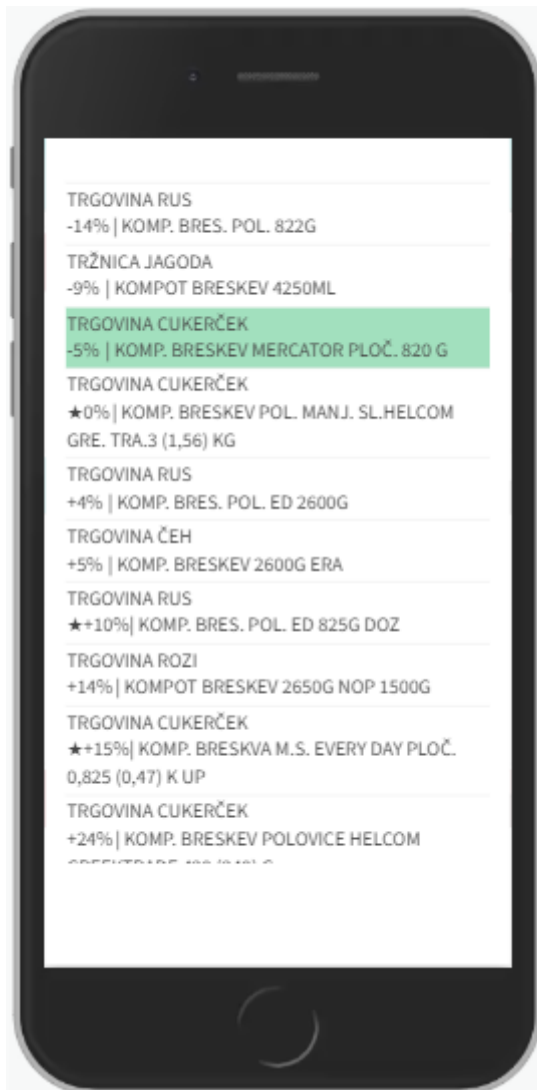 TRGOVINA RUS
-14% | KOMP. BRES. POL. 822G
TRŽNICA JAGODA
-9% | KOMPOT BRESKEV 4250ML
TRGOVINA CUKERČEK
-5% | KOMP. BRESKEV MERCATOR PLOČ. 820 G
TRGOVINA CUKERČEK
★0% | KOMP. BRESKEV POL. MANJ. SL.HELCOM
GRE. TRA.3 (1,56) KG
TRGOVINA RUS
+4% | KOMP. BRES. POL. ED 2600G
TRGOVINA ČEH
+5% | KOMP. BRESKEV 2600G ERA
TRGOVINA RUS
★+10%| KOMP. BRES. POL. ED 825G DOZ
TRGOVINA ROZI
+14% | KOMPOT BRESKEV 2650G NOP 1500G
TRGOVINA CUKERČEK
★+15%| KOMP. BRESKVA M.S. EVERY DAY PLOČ.
0,825 (0,47) K UP
TRGOVINA CUKERČEK
+24% | KOMP. BRESKEV POLOVICE HELCOM